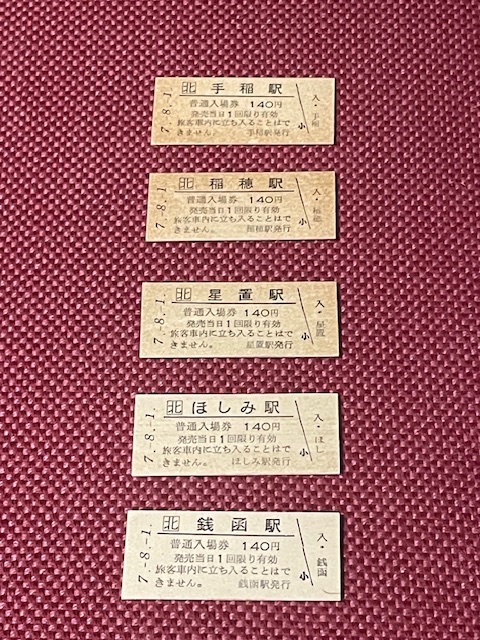 7.-8.-1.
北 手稲駅
普通入場券 140円
発売当日1回限り有効
旅客車内に立ち入ることはで
きません。 手稲駅発行
小
入・手稲
7.-8.-1.
北 稲穂駅
普通入場券 140円
発売当日1回限り有効
旅客車内に立ち入ることはで
きません。 稲穂駅発行
小
入・稲穂
7.-8.-1.
北 星置駅
普通入場券 140円
発売当日1回限り有効
旅客車内に立ち入ることはで
きません。 星置駅発行
小
入・星置
7.-8.-1.
北 ほしみ駅
普通入場券 140円
発売当日1回限り有効
旅客車内に立ち入ることはで
きません。 ほしみ駅発行
小
7.-8.-1.
北 銭函駅
普通入場券 140円
発売当日1回限り有効
旅客車内に立ち入ることはで
きません。 銭函駅発行
小
入・銭函